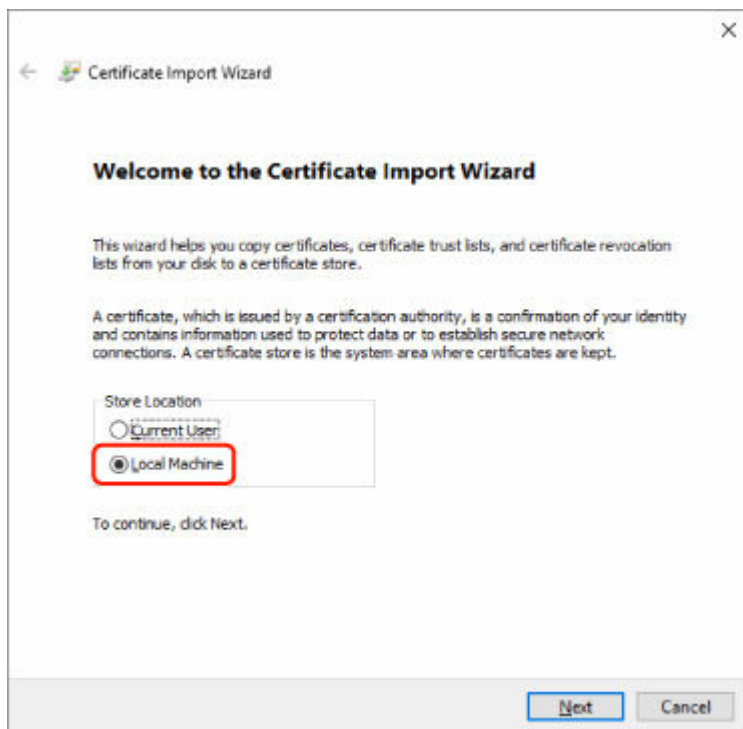 Certificate Import Wizard
Welcome to the Certificate Import Wizard
This wizard helps you copy certificates, certificate trust lists, and certificate revocation
lists from your disk to a certificate store.
A certificate, which is issued by a certification authority, is a confirmation of your identity
and contains information used to protect data or to establish secure network
connections. A certificate store is the system area where certificates are kept.
Store Location
Current User
Local Machine
To continue, click Next.
Next Cancel